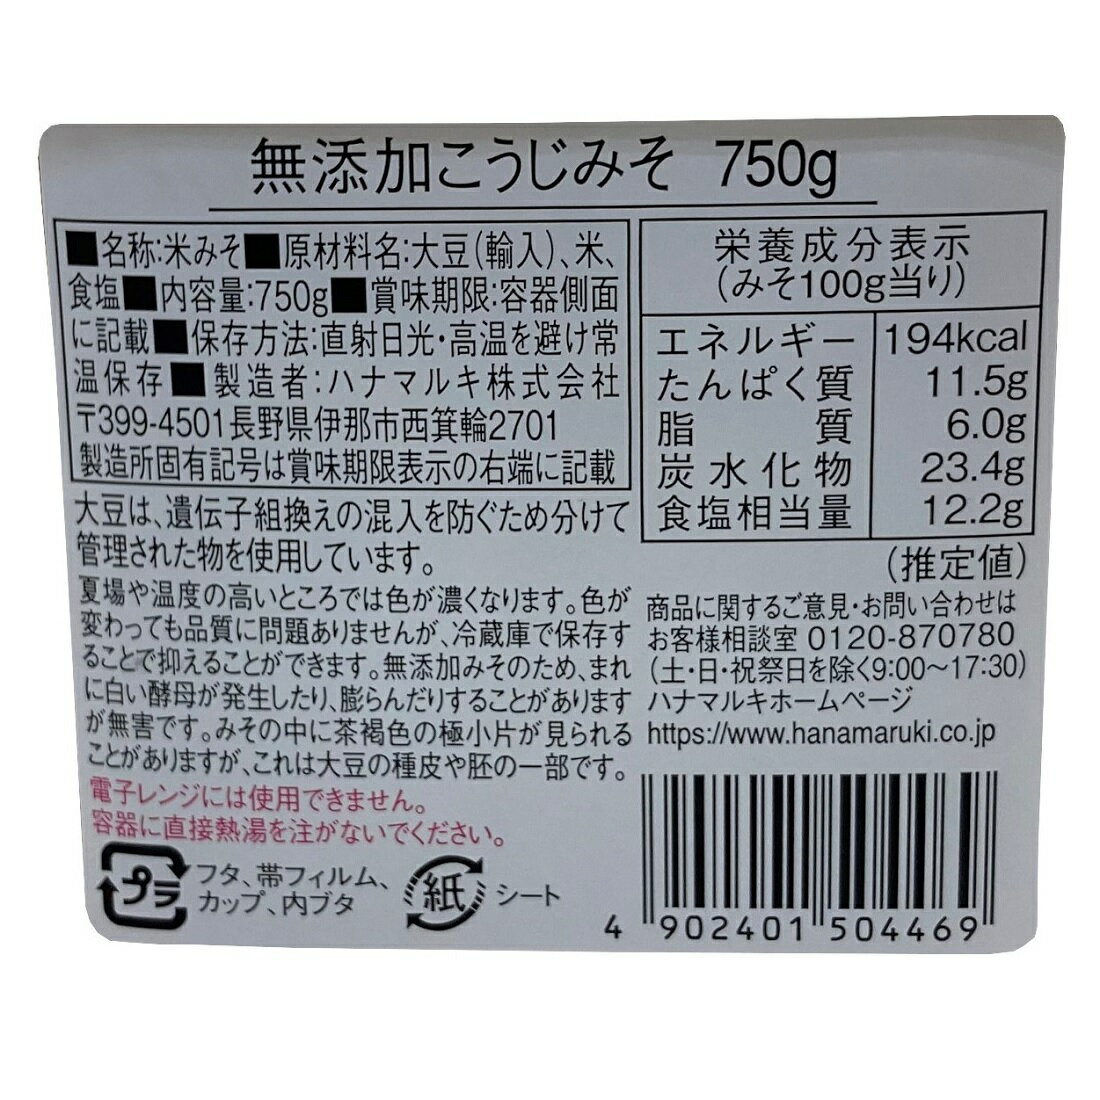 無添加こうじみそ 750g
■名称:米みそ■原材料名:大豆(輸入)、米、
食塩■内容量:750g■賞味期限:容器側面
に記載■保存方法:直射日光・高温を避け常
温保存■製造者:ハナマルキ株式会社
〒399-4501長野県伊那市西箕輪2701
製造所固有記号は賞味期限表示の右端に記載
大豆は、遺伝子組換えの混入を防ぐため分けて
管理された物を使用しています。
夏場や温度の高いところでは色が濃くなります。色が
変わっても品質に問題ありませんが、冷蔵庫で保存す
ることで抑えることができます。無添加みそのため、まれ
に白い酵母が発生したり、膨らんだりすることがあります
が無害です。みその中に茶褐色の極小片が見られる
ことがありますが、これは大豆の種皮や胚の一部です。
電子レンジには使用できません。
容器に直接熱湯を注がないでください。
プラ フタ、帯フィルム、
カップ、内ブタ
紙 シート
栄養成分表示
(みそ100g当り)
エネルギー 194kcal
たんぱく質 11.5g
脂質 6.0g
炭水化物 23.4g
食塩相当量 12.2g
(推定値)
商品に関するご意見・お問い合わせは
お客様相談室 0120-870780
(土・日・祝祭日を除く9:00〜17:30)
ハナマルキホームページ
https://www.hanamaruki.co.jp
4 902401 504469